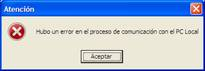 Atención
Hubo un error en el proceso de comunicación con el PC Local
Aceptar